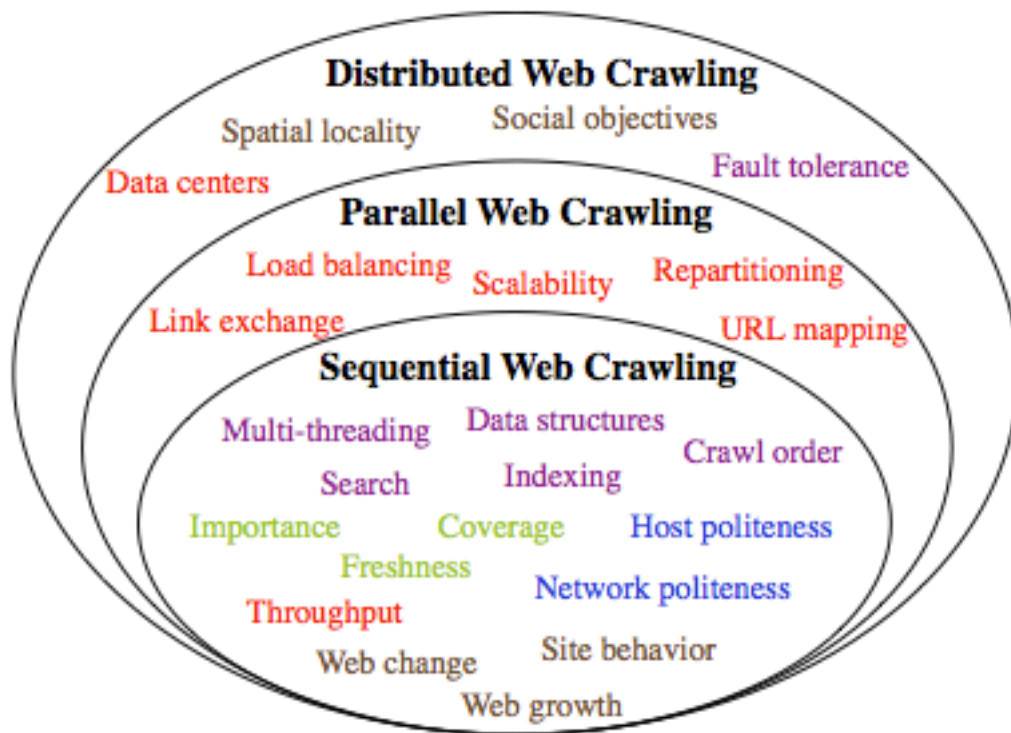 Distributed Web Crawling
Spatial locality
Social objectives
Data centers
Fault tolerance
Parallel Web Crawling
Load balancing
Scalability
Repartitioning
Link exchange
URL mapping
Sequential Web Crawling
Multi-threading
Data structures
Crawl order
Search
Indexing
Importance
Coverage
Host politeness
Freshness
Network politeness
Throughput
Web change
Site behavior
Web growth